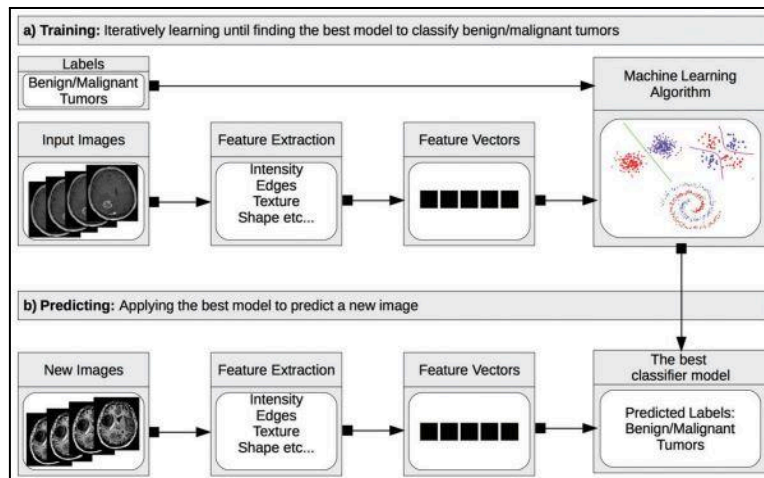 a) Training: Iteratively learning until finding the best model to classify benign/malignant tumors
Labels
Benign/Malignant
Tumors
Machine Learning
Algorithm
Input Images
Feature Extraction
Intensity
Edges
Texture
Shape etc...
Feature Vectors
b) Predicting: Applying the best model to predict a new image
New Images
Feature Extraction
Intensity
Edges
Texture
Shape etc...
Feature Vectors
The best
classifier model
Predicted Labels:
Benign/Malignant
Tumors